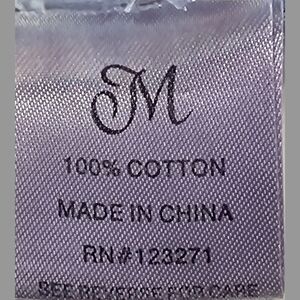 M
100% COTTON
MADE IN CHINA
RN#123271
SEE REVERSE FOR CARE